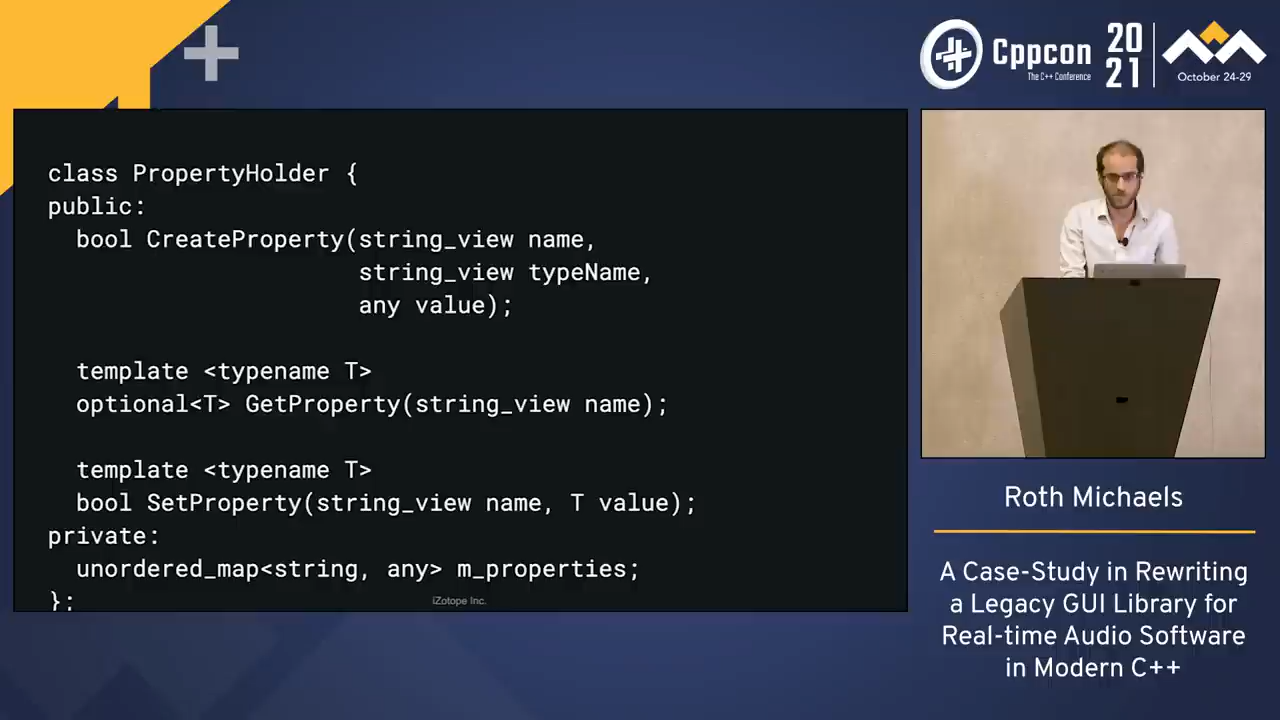 Cppcon
The C++ Conference
20
21
October 24-29
class PropertyHolder {
public:
  bool CreateProperty(string_view name,
                      string_view typeName,
                      any value);
  template <typename T>
  optional<T> GetProperty(string_view name);
  template <typename T>
  bool SetProperty(string_view name, T value);
private:
  unordered_map<string, any> m_properties;
};
iZotope Inc.
Roth Michaels
A Case-Study in Rewriting
a Legacy GUI Library for
Real-time Audio Software
in Modern C++